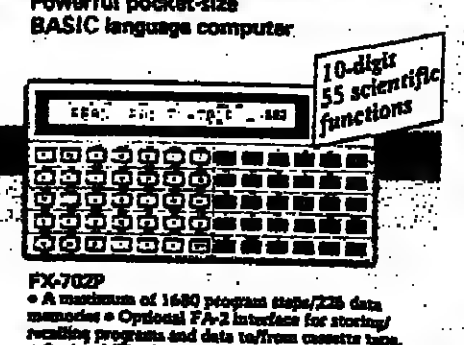 Powerful pocket-size
BASIC language computer
10-digit
55 scientific
functions
FX-702P
• A maximum of 1680 program steps/226 data
memories • Optional FA-2 interface for storing/
recalling programs and data to/from cassette tape.